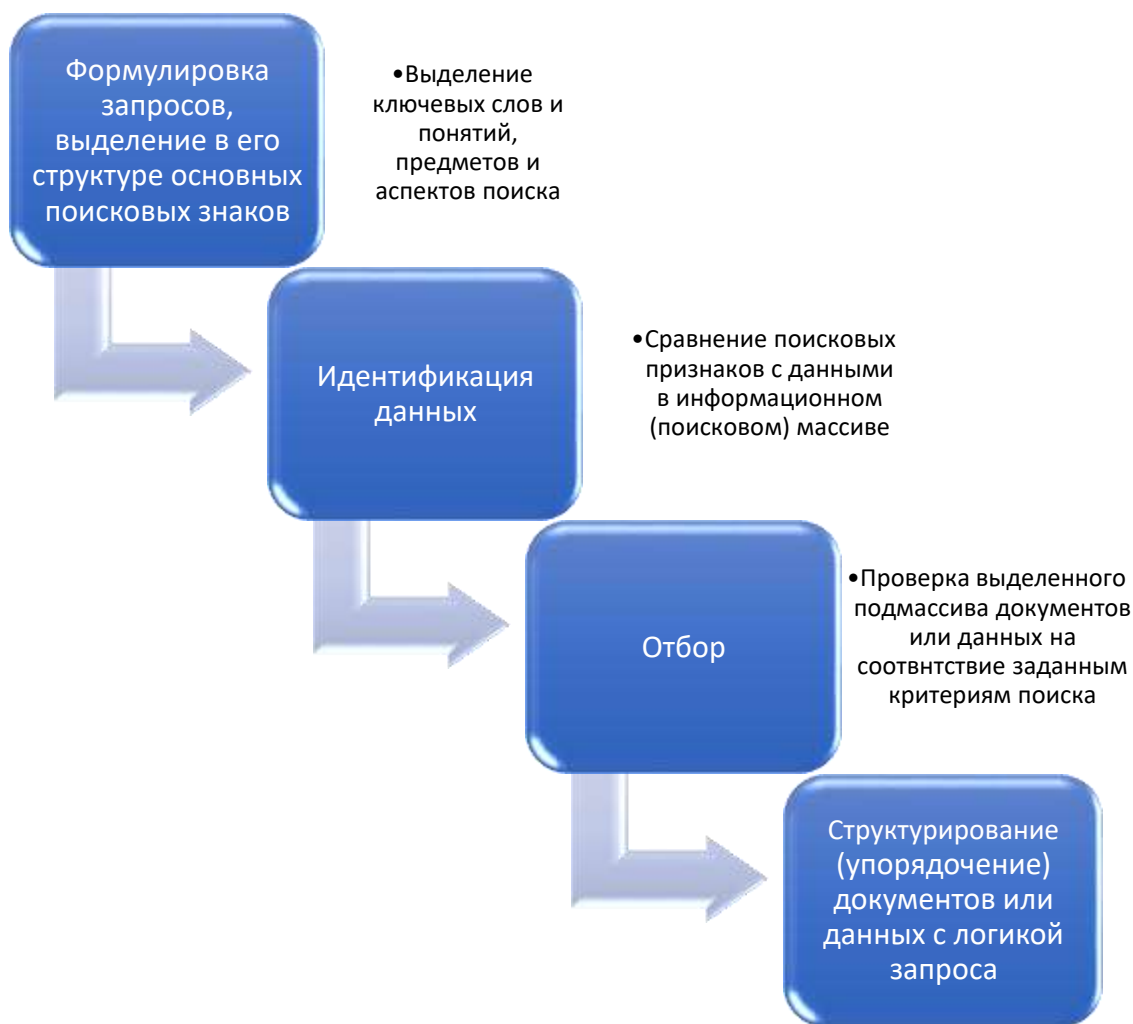 Формулировка
запросов,
выделение в его
структуре основных
поисковых знаков
•Выделение
ключевых слов и
понятий,
предметов и
аспектов поиска
Идентификация
данных
•Сравнение поисковых
признаков с данными
в информационном
(поисковом) массиве
Отбор
•Проверка выделенного
подмассива документов
или данных на
соотвнтствие заданным
критериям поиска
Структурирование
(упорядочение)
документов или
данных с логикой
запроса